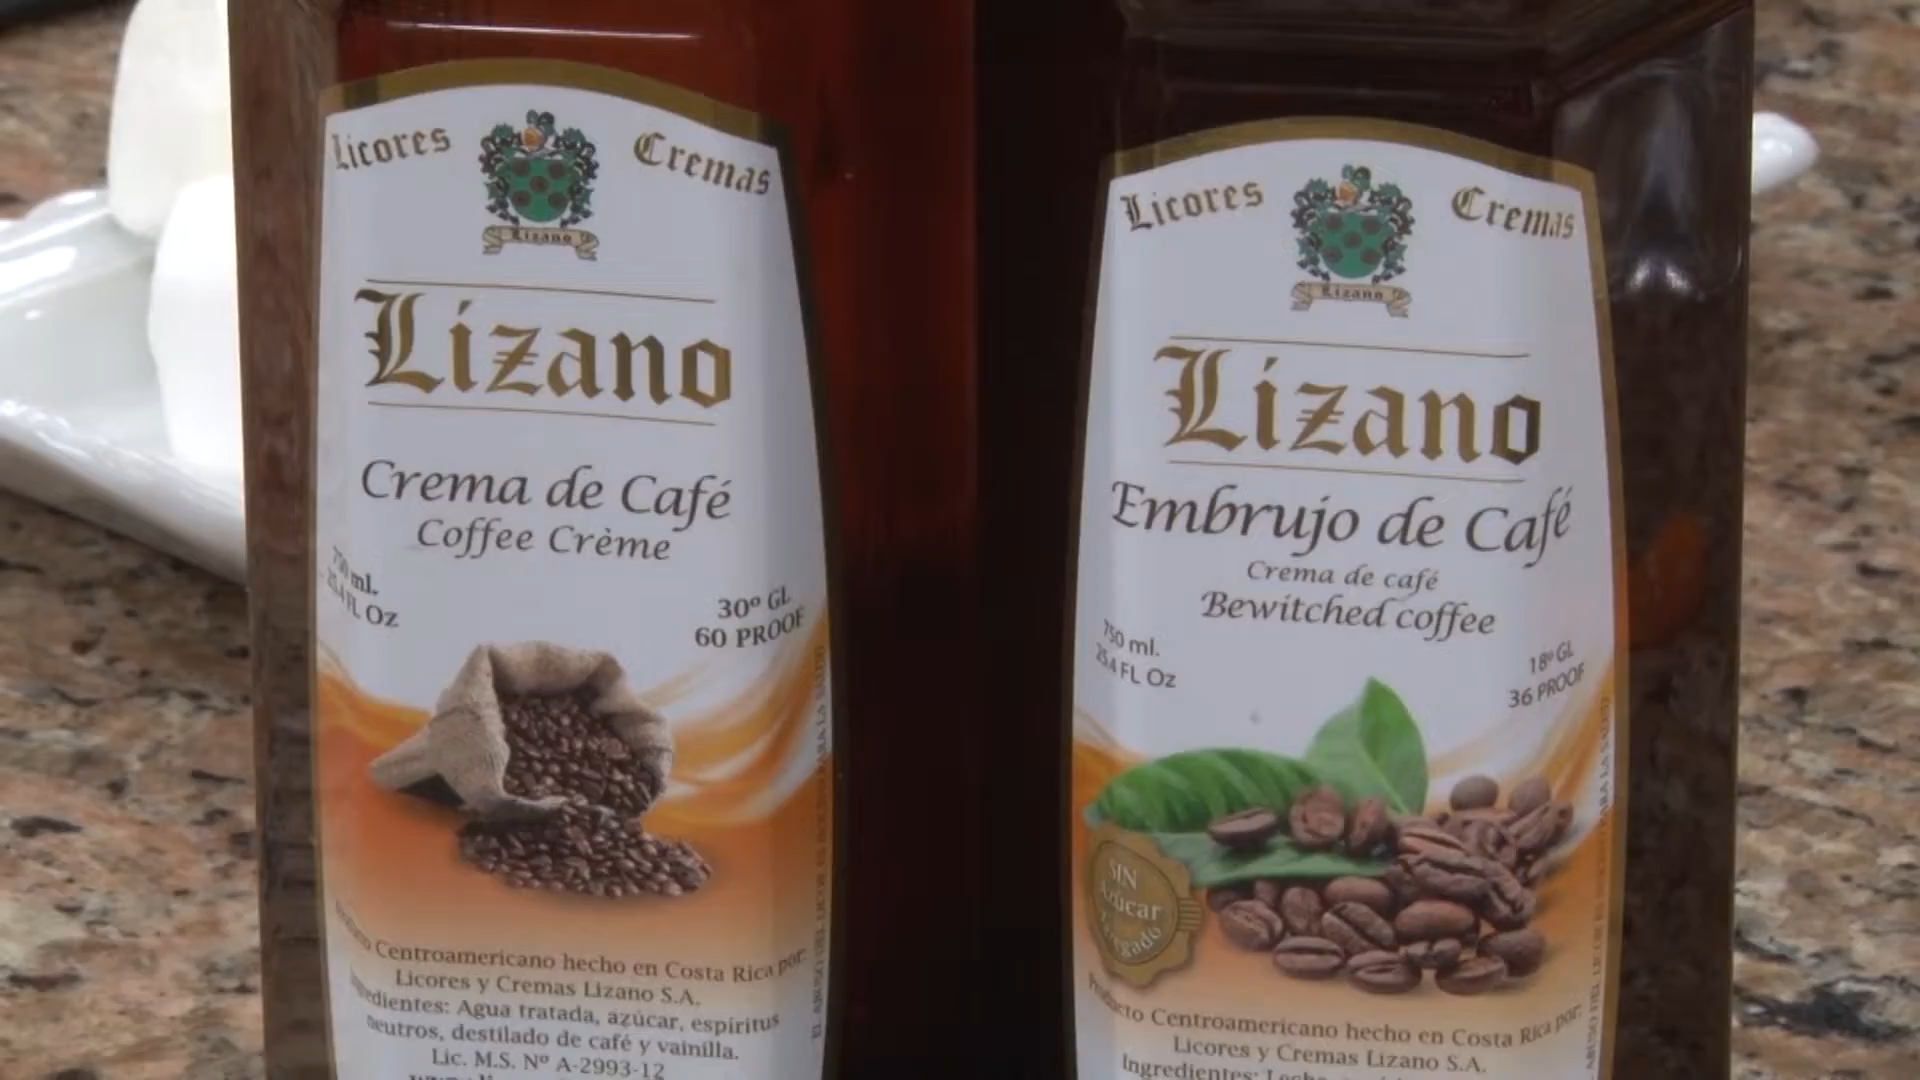 Licores Cremas
Lizano
Lizano
Crema de Café
Coffee Crème
750 ml.
25.4 FL Oz
30º GL
60 PROOF
Producto Centroamericano hecho en Costa Rica por:
Licores y Cremas Lizano S.A.
Ingredientes: Agua tratada, azúcar, espíritus
neutros, destilado de café y vainilla.
Lic. M.S. Nº A-2993-12
Licores Cremas
Lizano
Lizano
Embrujo de Café
Crema de café
Bewitched coffee
750 ml.
25.4 FL Oz
18º GL
36 PROOF
SIN
Azúcar
Agregado
Producto Centroamericano hecho en Costa Rica por:
Licores y Cremas Lizano S.A.
Ingredientes: